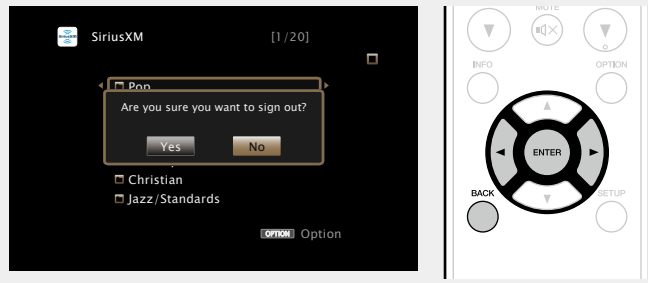 SiriusXM [1/20]
Pop
Are you sure you want to sign out?
Yes No
Christian
Jazz/Standards
OPTION Option
MUTE
INFO OPTION
ENTER
BACK SETUP